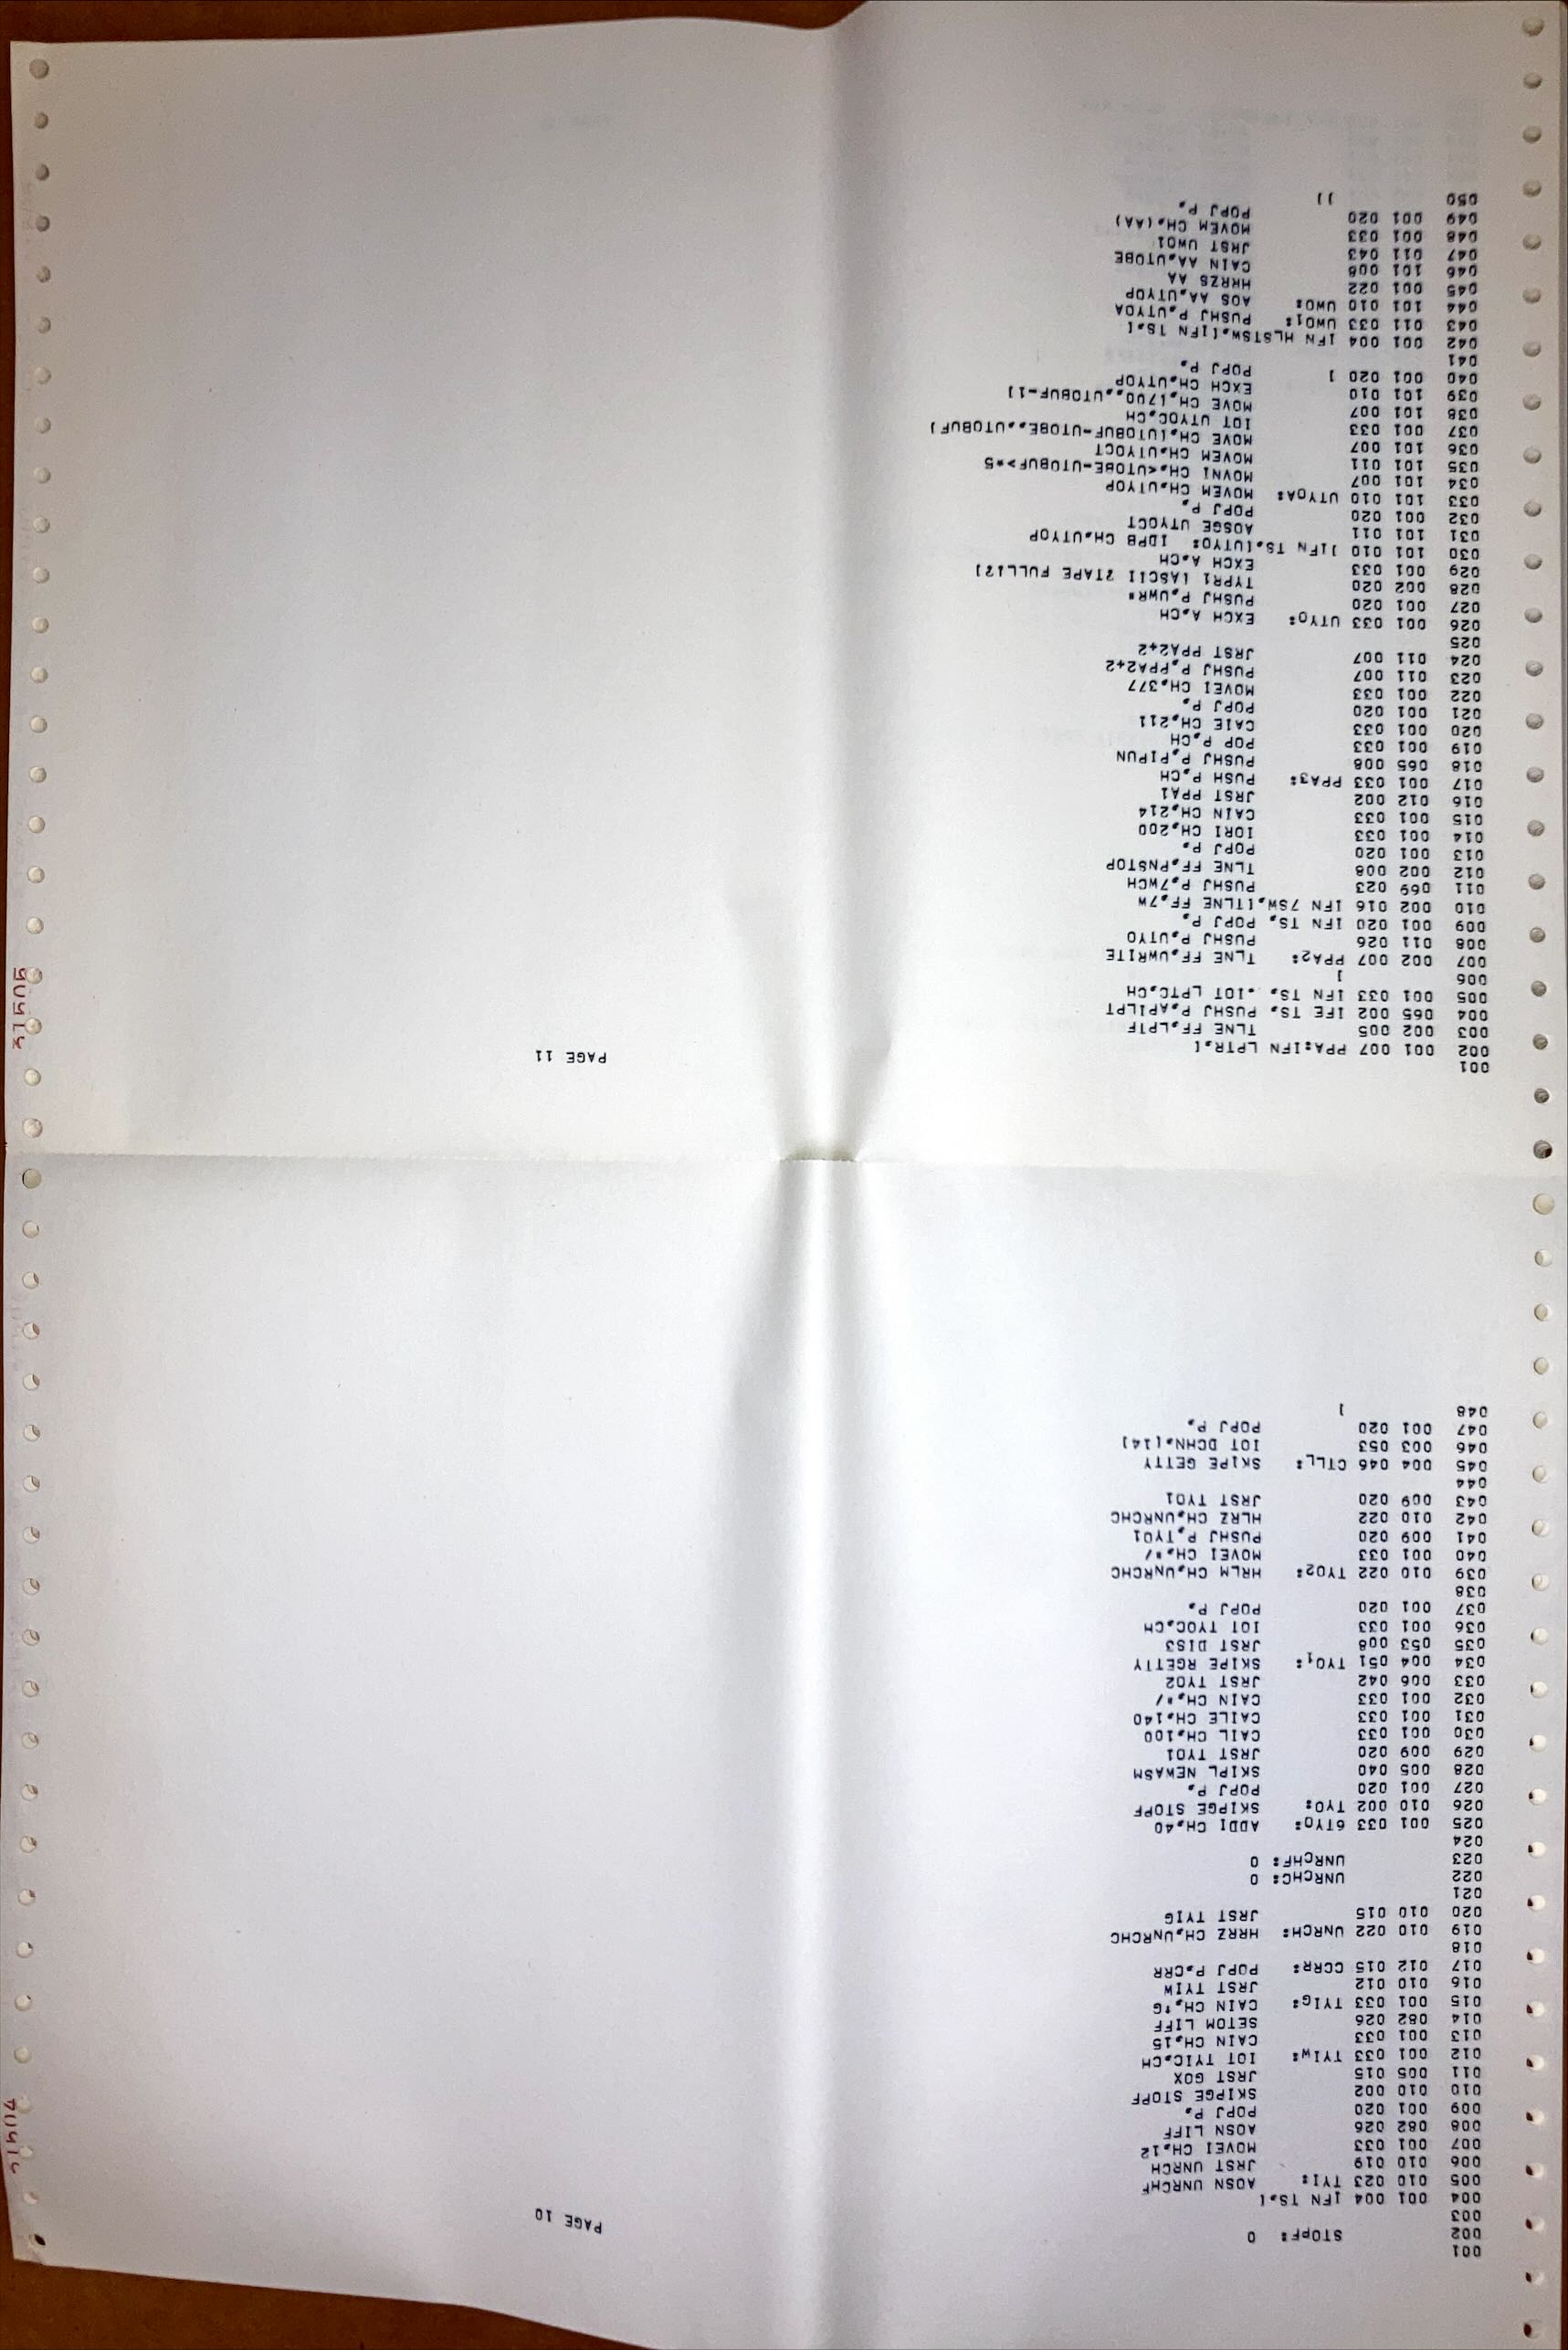 001 PAGE 10
002 STOPF: 0
003
004 001 004 IFN TS,[
005 010 023 TYI: AOSN UNRCHF
006 010 019 JRST UNRCH
007 001 033 MOVEI CH,12
008 082 026 AOSN LIFF
009 001 020 POPJ P,
010 010 002 SKIPGE STOPF
011 005 015 JRST GOX
012 001 033 TYIW: IOT TYIC,CH
013 001 033 CAIN CH,15
014 082 026 SETOM LIFF
015 001 033 TYIG: CAIN CH,↑G
016 010 012 JRST TYIW
017 012 015 CCRR: POPJ P,CRR
018
019 010 022 UNRCH: HRRZ CH,UNRCHC
020 010 015 JRST TYIG
021
022 UNRCHC: 0
023 UNRCHF: 0
024
025 001 033 6TYO: ADDI CH,40
026 010 002 TYO: SKIPGE STOPF
027 001 020 POPJ P,
028 005 040 SKIPL NEWASM
029 009 020 JRST TYO1
030 001 033 CAIL CH,100
031 001 033 CAILE CH,140
032 001 033 CAIN CH,"/
033 006 042 JRST TYO2
034 004 051 TYO1: SKIPE RGETTY
035 053 008 JRST DIS3
036 001 033 IOT TYOC,CH
037 001 020 POPJ P,
038
039 010 022 TYO2: HRLM CH,UNRCHC
040 001 033 MOVEI CH,"/
041 009 020 PUSHJ P,TYO1
042 010 022 HLRZ CH,UNRCHC
043 009 020 JRST TYO1
044
045 004 046 CTLL: SKIPE GETTY
046 003 053 IOT DCHN,[14]
047 001 020 POPJ P,
048 ]
001 PAGE 11
002 001 007 PPA:IFN LPTR,[
003 002 005 TLNE FF,LPTF
004 065 002 IFE TS, PUSHJ P,APILPT
005 001 033 IFN TS, .IOT LPTC,CH
006 ]
007 002 007 PPA2: TLNE FF,UWRITE
008 011 026 PUSHJ P,UTYO
009 001 020 IFN TS, POPJ P,
010 002 016 IFN 7SW,[TLNE FF,7W
011 069 023 PUSHJ P,7WCH
012 002 008 TLNE FF,PNSTOP
013 001 020 POPJ P,
014 001 033 IORI CH,200
015 001 033 CAIN CH,214
016 012 002 JRST PPA1
017 001 033 PPA3: PUSH P,CH
018 065 008 PUSHJ P,PIPUN
019 001 033 POP P,CH
020 001 033 CAIE CH,211
021 001 020 POPJ P,
022 001 033 MOVEI CH,377
023 011 007 PUSHJ P,PPA2+2
024 011 007 JRST PPA2+2
025
026 001 033 UTYO: EXCH A,CH
027 001 020 PUSHJ P,UWR"
028 002 020 TYPR1 [ASCII ?TAPE FULL!?]
029 001 033 EXCH A,CH
030 101 010 ]IFN TS,[UTYO: IDPB CH,UTYOP
031 101 011 AOSGE UTYOCT
032 001 020 POPJ P,
033 101 010 UTYOA: MOVEM CH,UTYOP
034 101 007 MOVNI CH,<UTOBE-UTOBUF>*5
035 101 011 MOVEM CH,UTYOCT
036 101 007 MOVE CH,[UTOBUF-UTOBE,,UTOBUF]
037 001 033 IOT UTYOC,CH
038 101 007 MOVE CH,[700,,UTOBUF-1]
039 101 010 EXCH CH,UTYOP
040 001 020 ] POPJ P,
041
042 001 004 IFN HLSTSW,[IFN TS,[
043 011 033 UWO1: PUSHJ P,UTYOA
044 101 010 UWO: AOS AA,UTYOP
045 001 022 HRRZS AA
046 101 006 CAIN AA,UTOBE
047 011 043 JRST UWO1
048 001 033 MOVEM CH,(AA)
049 001 020 POPJ P,
050 ]]